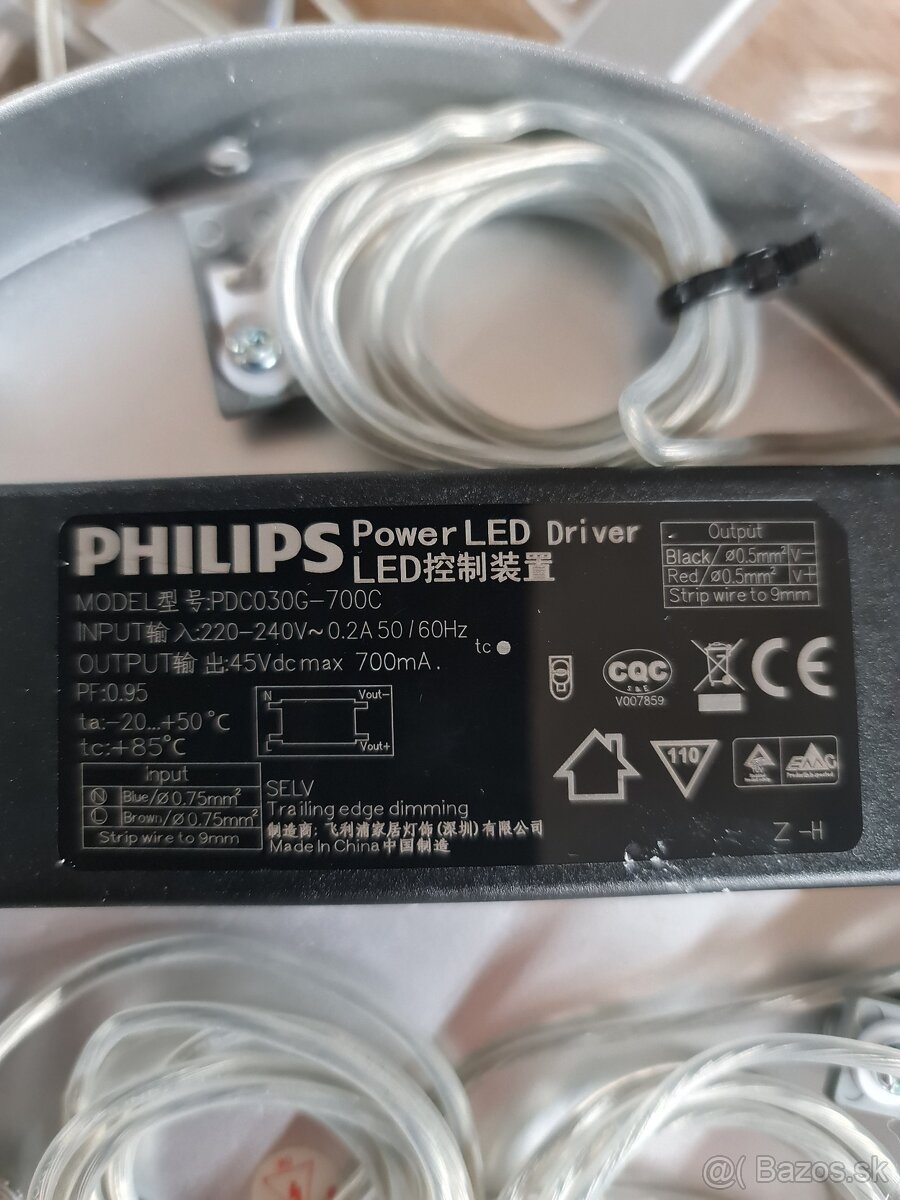 PHILIPS
Power LED Driver
LED控制装置
MODEL型号:PDC030G-700C
INPUT输入:220-240V~0.2A 50/60Hz
OUTPUT输出:45Vdc max 700mA.
PF:0.95
ta:-20...+50°C
tc:+85°C
tc
N Vout-
L Vout+
input
N Blue/Ø0.75mm²
L Brown/Ø0.75mm²
Strip wire to 9mm
SELV
Trailing edge dimming
制造商: 飞利浦家居灯饰(深圳)有限公司
Made In China 中国制造
Output
Black/Ø0.5mm² V-
Red/Ø0.5mm² V+
Strip wire to 9mm
CQC
S&E
V007859
CE
110
Z-H
@( Bazos.sk